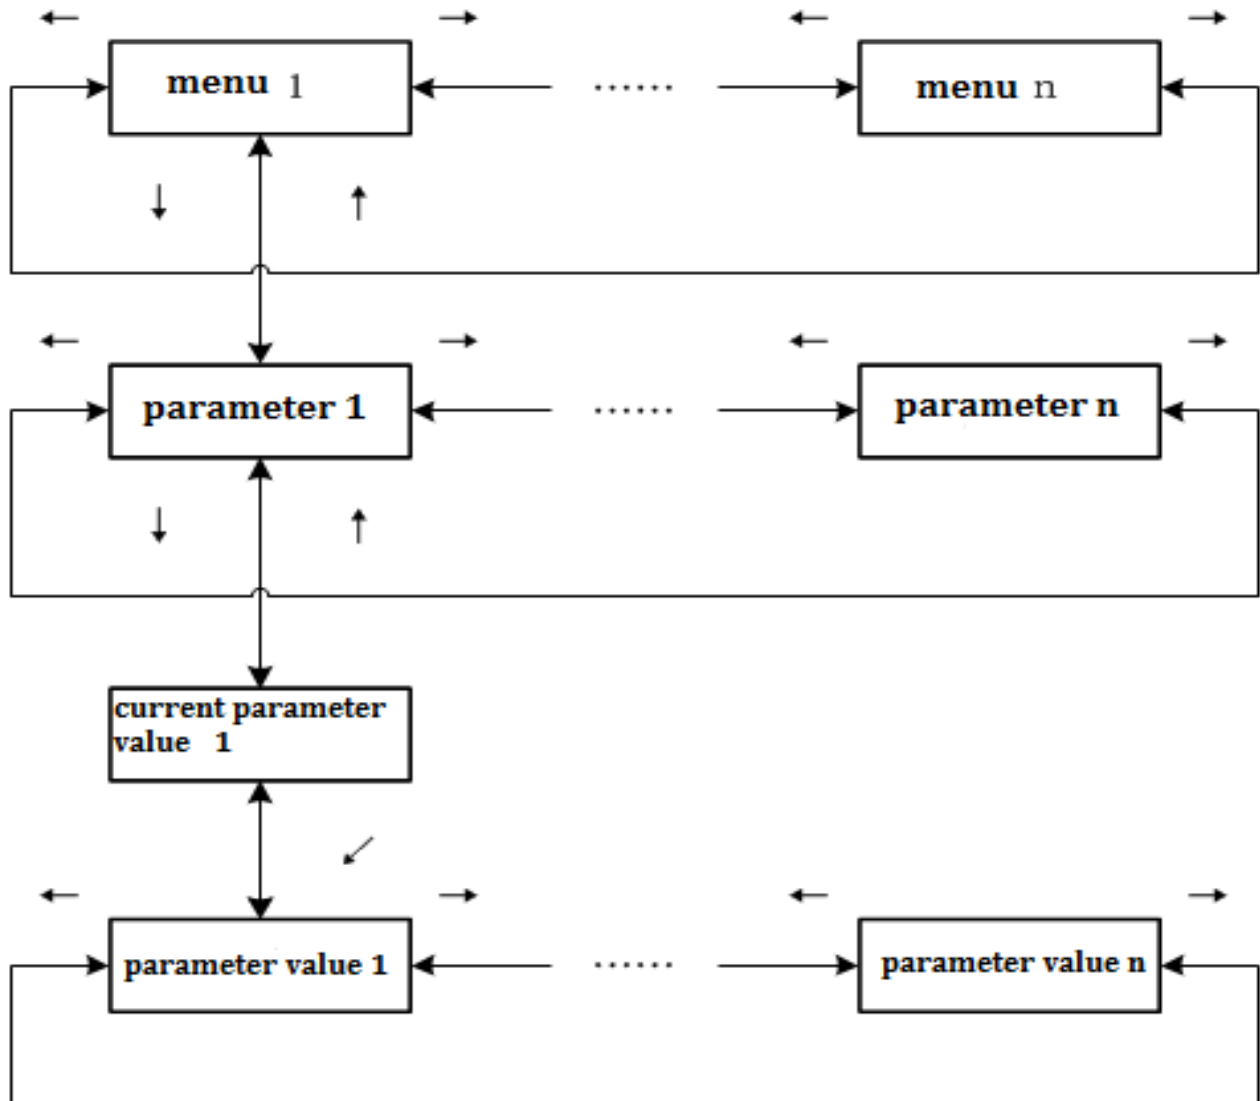 menu 1
......
menu n
parameter 1
......
parameter n
current parameter
value 1
parameter value 1
......
parameter value n